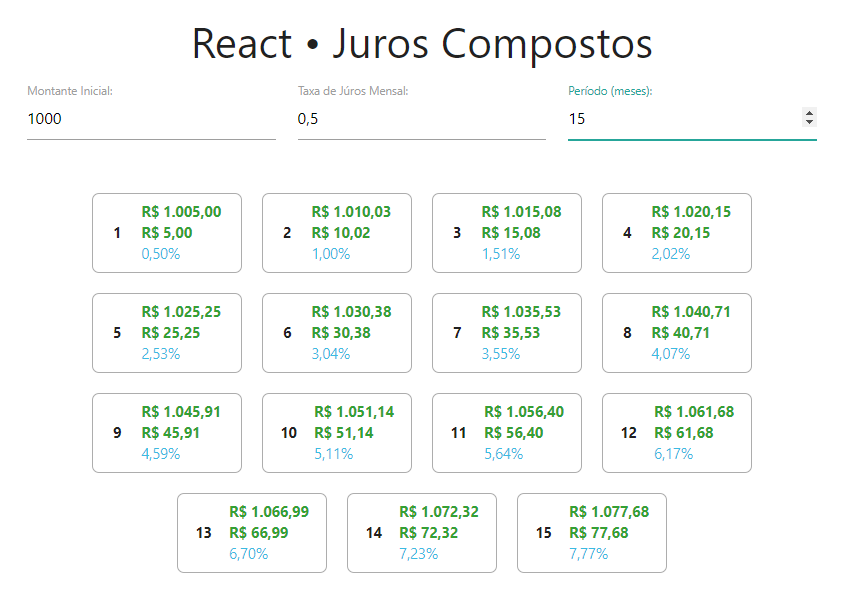 React • Juros Compostos
Montante Inicial: Taxa de Júros Mensal: Período (meses):
1000 0,5 15
R$ 1.005,00 R$ 1.010,03 R$ 1.015,08 R$ 1.020,15
1 R$ 5,00 2 R$ 10,02 3 R$ 15,08 4 R$ 20,15
0,50% 1,00% 1,51% 2,02%
R$ 1.025,25 R$ 1.030,38 R$ 1.035,53 R$ 1.040,71
5 R$ 25,25 6 R$ 30,38 7 R$ 35,53 8 R$ 40,71
2,53% 3,04% 3,55% 4,07%
R$ 1.045,91 R$ 1.051,14 R$ 1.056,40 R$ 1.061,68
9 R$ 45,91 10 R$ 51,14 11 R$ 56,40 12 R$ 61,68
4,59% 5,11% 5,64% 6,17%
R$ 1.066,99 R$ 1.072,32 R$ 1.077,68
13 R$ 66,99 14 R$ 72,32 15 R$ 77,68
6,70% 7,23% 7,77%